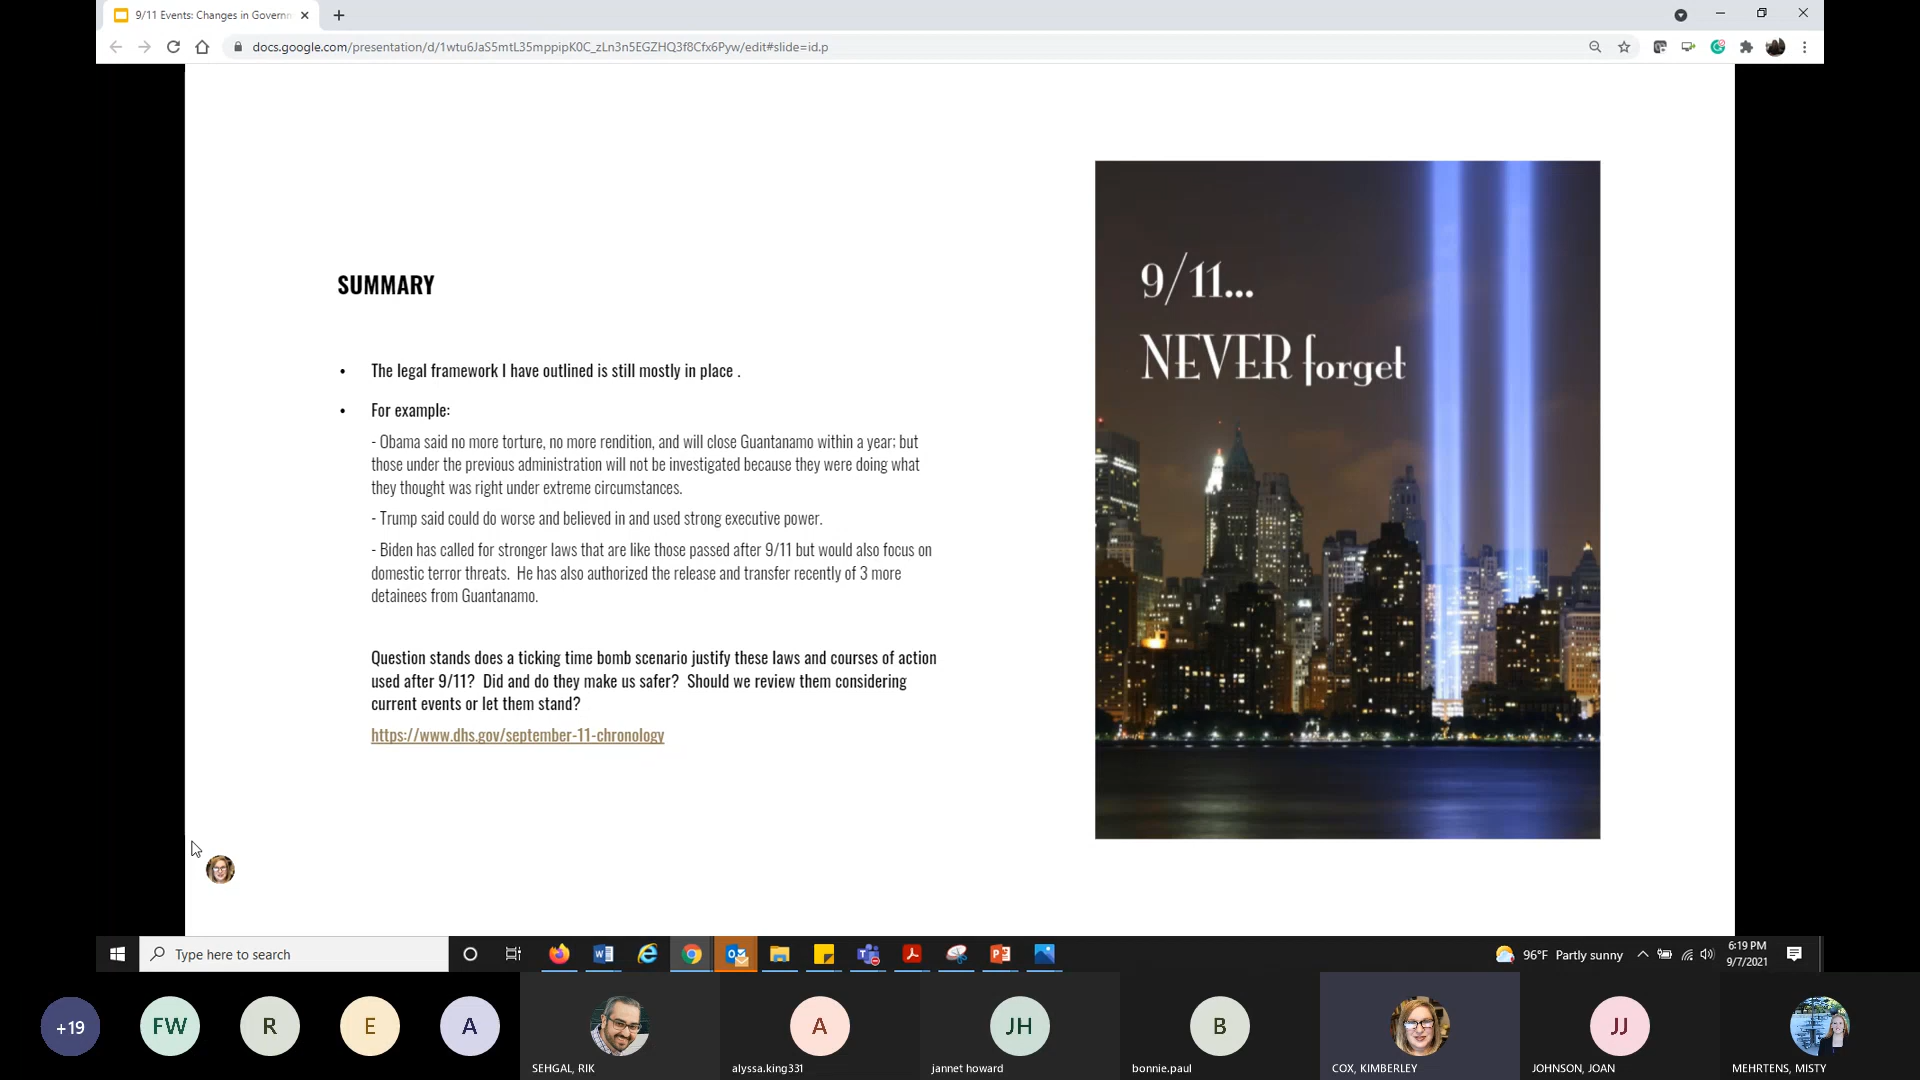 9/11 Events: Changes in Governm
docs.google.com/presentation/d/1wtu6JaS5mtL35mppipK0C_zLn3n5EGZHQ3f8Cfx6Pyw/edit#slide=id.p
SUMMARY
• The legal framework I have outlined is still mostly in place .
• For example:
- Obama said no more torture, no more rendition, and will close Guantanamo within a year; but
those under the previous administration will not be investigated because they were doing what
they thought was right under extreme circumstances.
- Trump said could do worse and believed in and used strong executive power.
- Biden has called for stronger laws that are like those passed after 9/11 but would also focus on
domestic terror threats.  He has also authorized the release and transfer recently of 3 more
detainees from Guantanamo.
Question stands does a ticking time bomb scenario justify these laws and courses of action
used after 9/11?  Did and do they make us safer?  Should we review them considering
current events or let them stand?
https://www.dhs.gov/september-11-chronology
9/11...
NEVER forget
Type here to search
96°F Partly sunny
6:19 PM
9/7/2021
+19
FW
R
E
A
A
JH
B
JJ
SEHGAL, RIK
alyssa.king331
jannet howard
bonnie.paul
COX, KIMBERLEY
JOHNSON, JOAN
MEHRTENS, MISTY